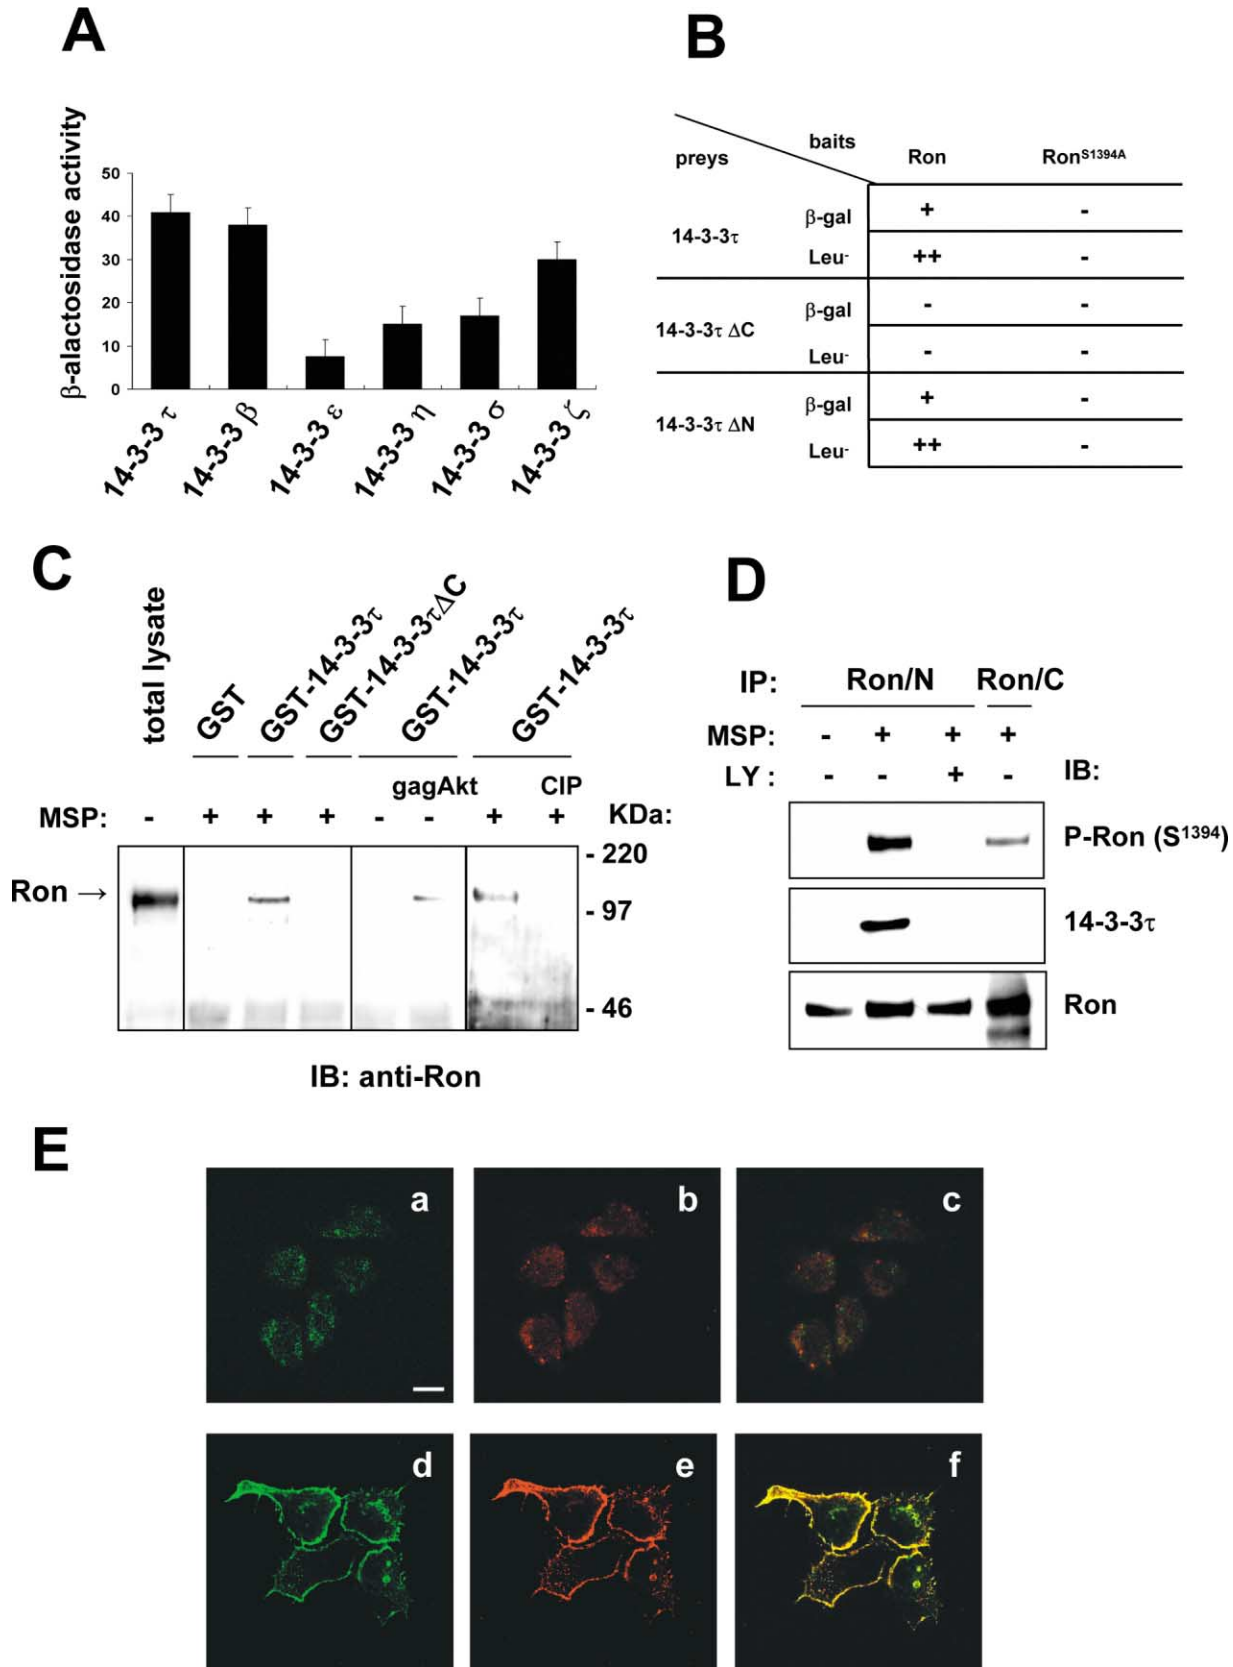 A
β-alactosidase activity
50
40
30
20
10
0
14-3-3 τ
14-3-3 β
14-3-3 ε
14-3-3 η
14-3-3 σ
14-3-3 ζ
B
baits
preys
Ron
Ron^S1394A
14-3-3τ
β-gal
+
-
Leu⁻
++
-
14-3-3τ ΔC
β-gal
-
-
Leu⁻
-
-
14-3-3τ ΔN
β-gal
+
-
Leu⁻
++
-
C
total lysate
GST
GST-14-3-3τ
GST-14-3-3τΔC
GST-14-3-3τ
GST-14-3-3τ
gagAkt
CIP
MSP: - + + + - - + + KDa:
Ron →
- 220
- 97
- 46
IB: anti-Ron
D
IP: Ron/N Ron/C
MSP: - + + +
LY : - - + - IB:
P-Ron (S^1394)
14-3-3τ
Ron
E
a
b
c
d
e
f